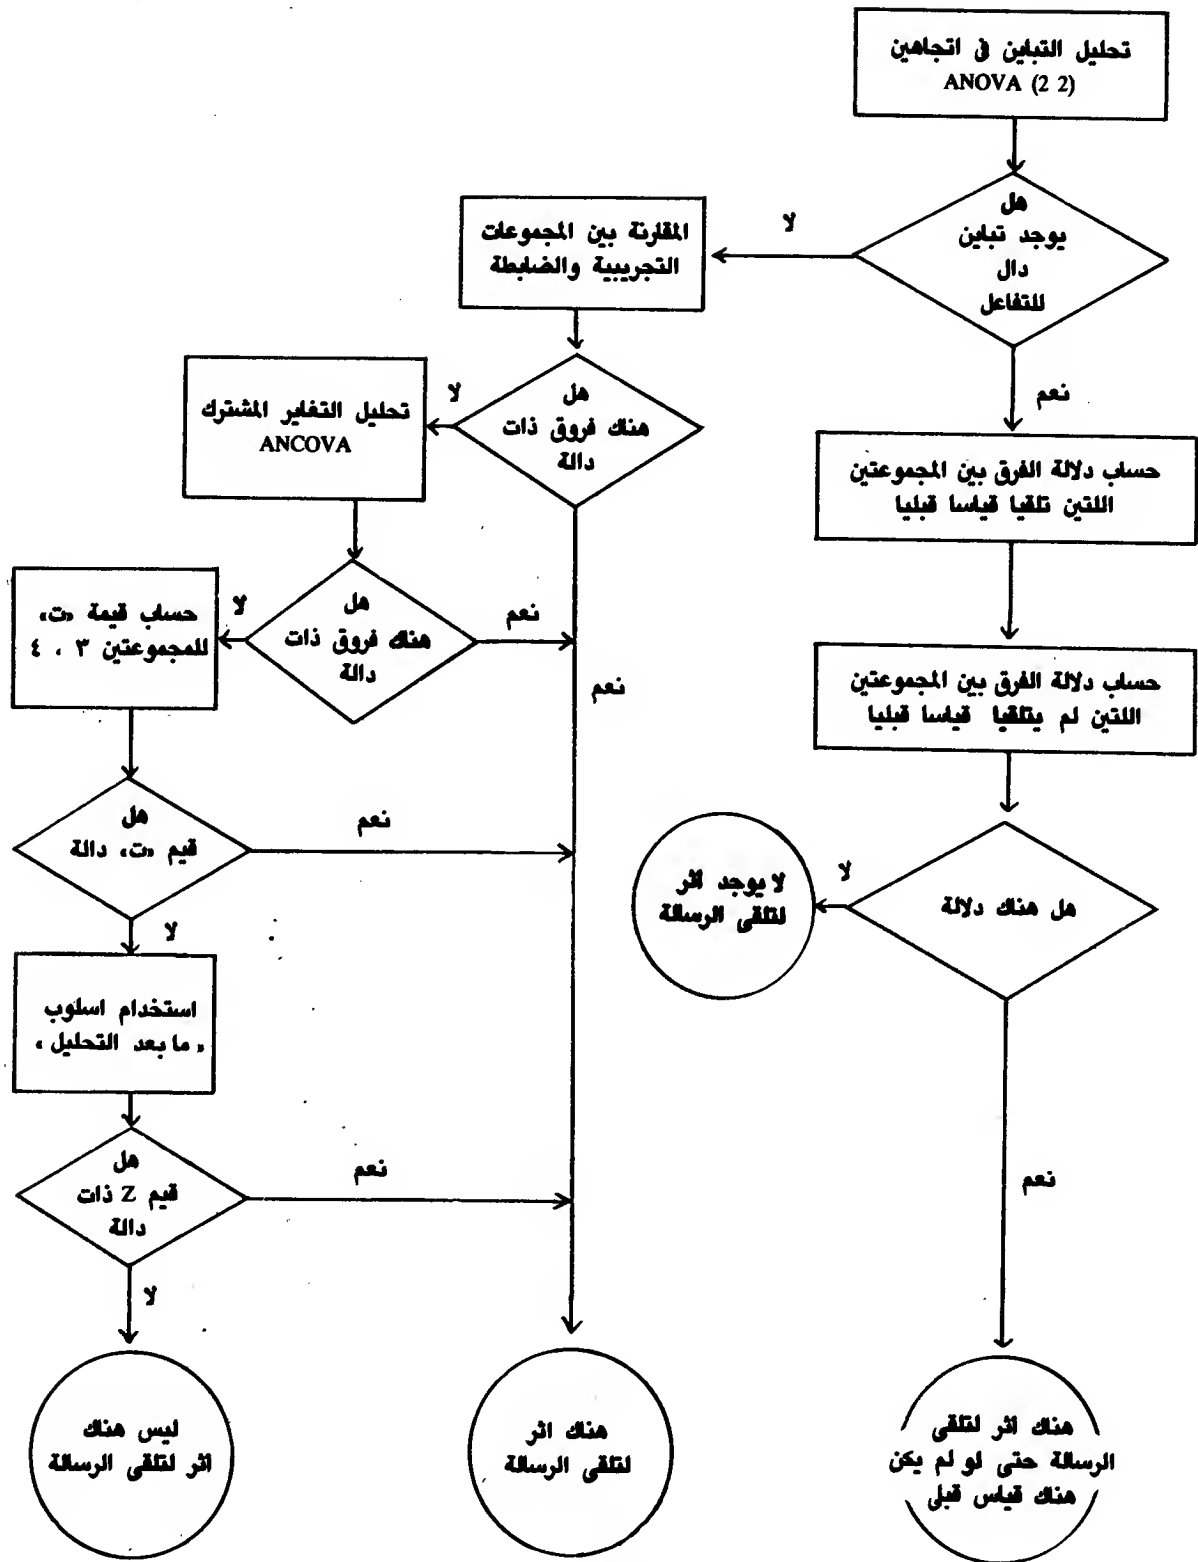 تحليل التباين في اتجاهين
ANOVA (2 2)
هل
يوجد تباين
دال
للتفاعل
لا
نعم
المقارنة بين المجموعات
التجريبية والضابطة
حساب دلالة الفرق بين المجموعتين
اللتين تلقيا قياسا قبليا
حساب دلالة الفرق بين المجموعتين
اللتين لم يتلقيا قياسا قبليا
هل هناك دلالة
لا
لا يوجد اثر
لتلقى الرسالة
نعم
هناك اثر لتلقى
الرسالة حتى لو لم يكن
هناك قياس قبلى
هل
هناك فروق ذات
دالة
لا
نعم
تحليل التغاير المشترك
ANCOVA
هل
هناك فروق ذات
دالة
نعم
لا
حساب قيمة «ت»
للمجموعتين ٣ ، ٤
هل
قيم «ت» دالة
نعم
لا
استخدام اسلوب
« ما بعد التحليل »
هل
قيم Z ذات
دالة
نعم
لا
هناك اثر
لتلقى الرسالة
ليس هناك
اثر لتلقى الرسالة